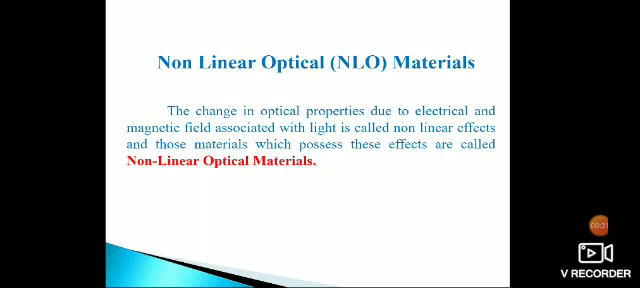 Non Linear Optical (NLO) Materials
The change in optical properties due to electrical and
magnetic field associated with light is called non linear effects
and those materials which possess these effects are called
Non-Linear Optical Materials.
00:31
V RECORDER